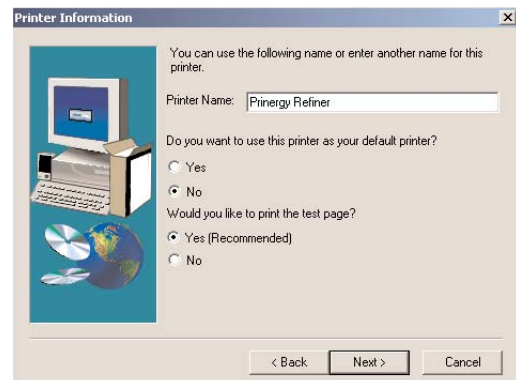 Printer Information
You can use the following name or enter another name for this
printer.
Printer Name: Prinergy Refiner
Do you want to use this printer as your default printer?
Yes
No
Would you like to print the test page?
Yes (Recommended)
No
< Back Next > Cancel